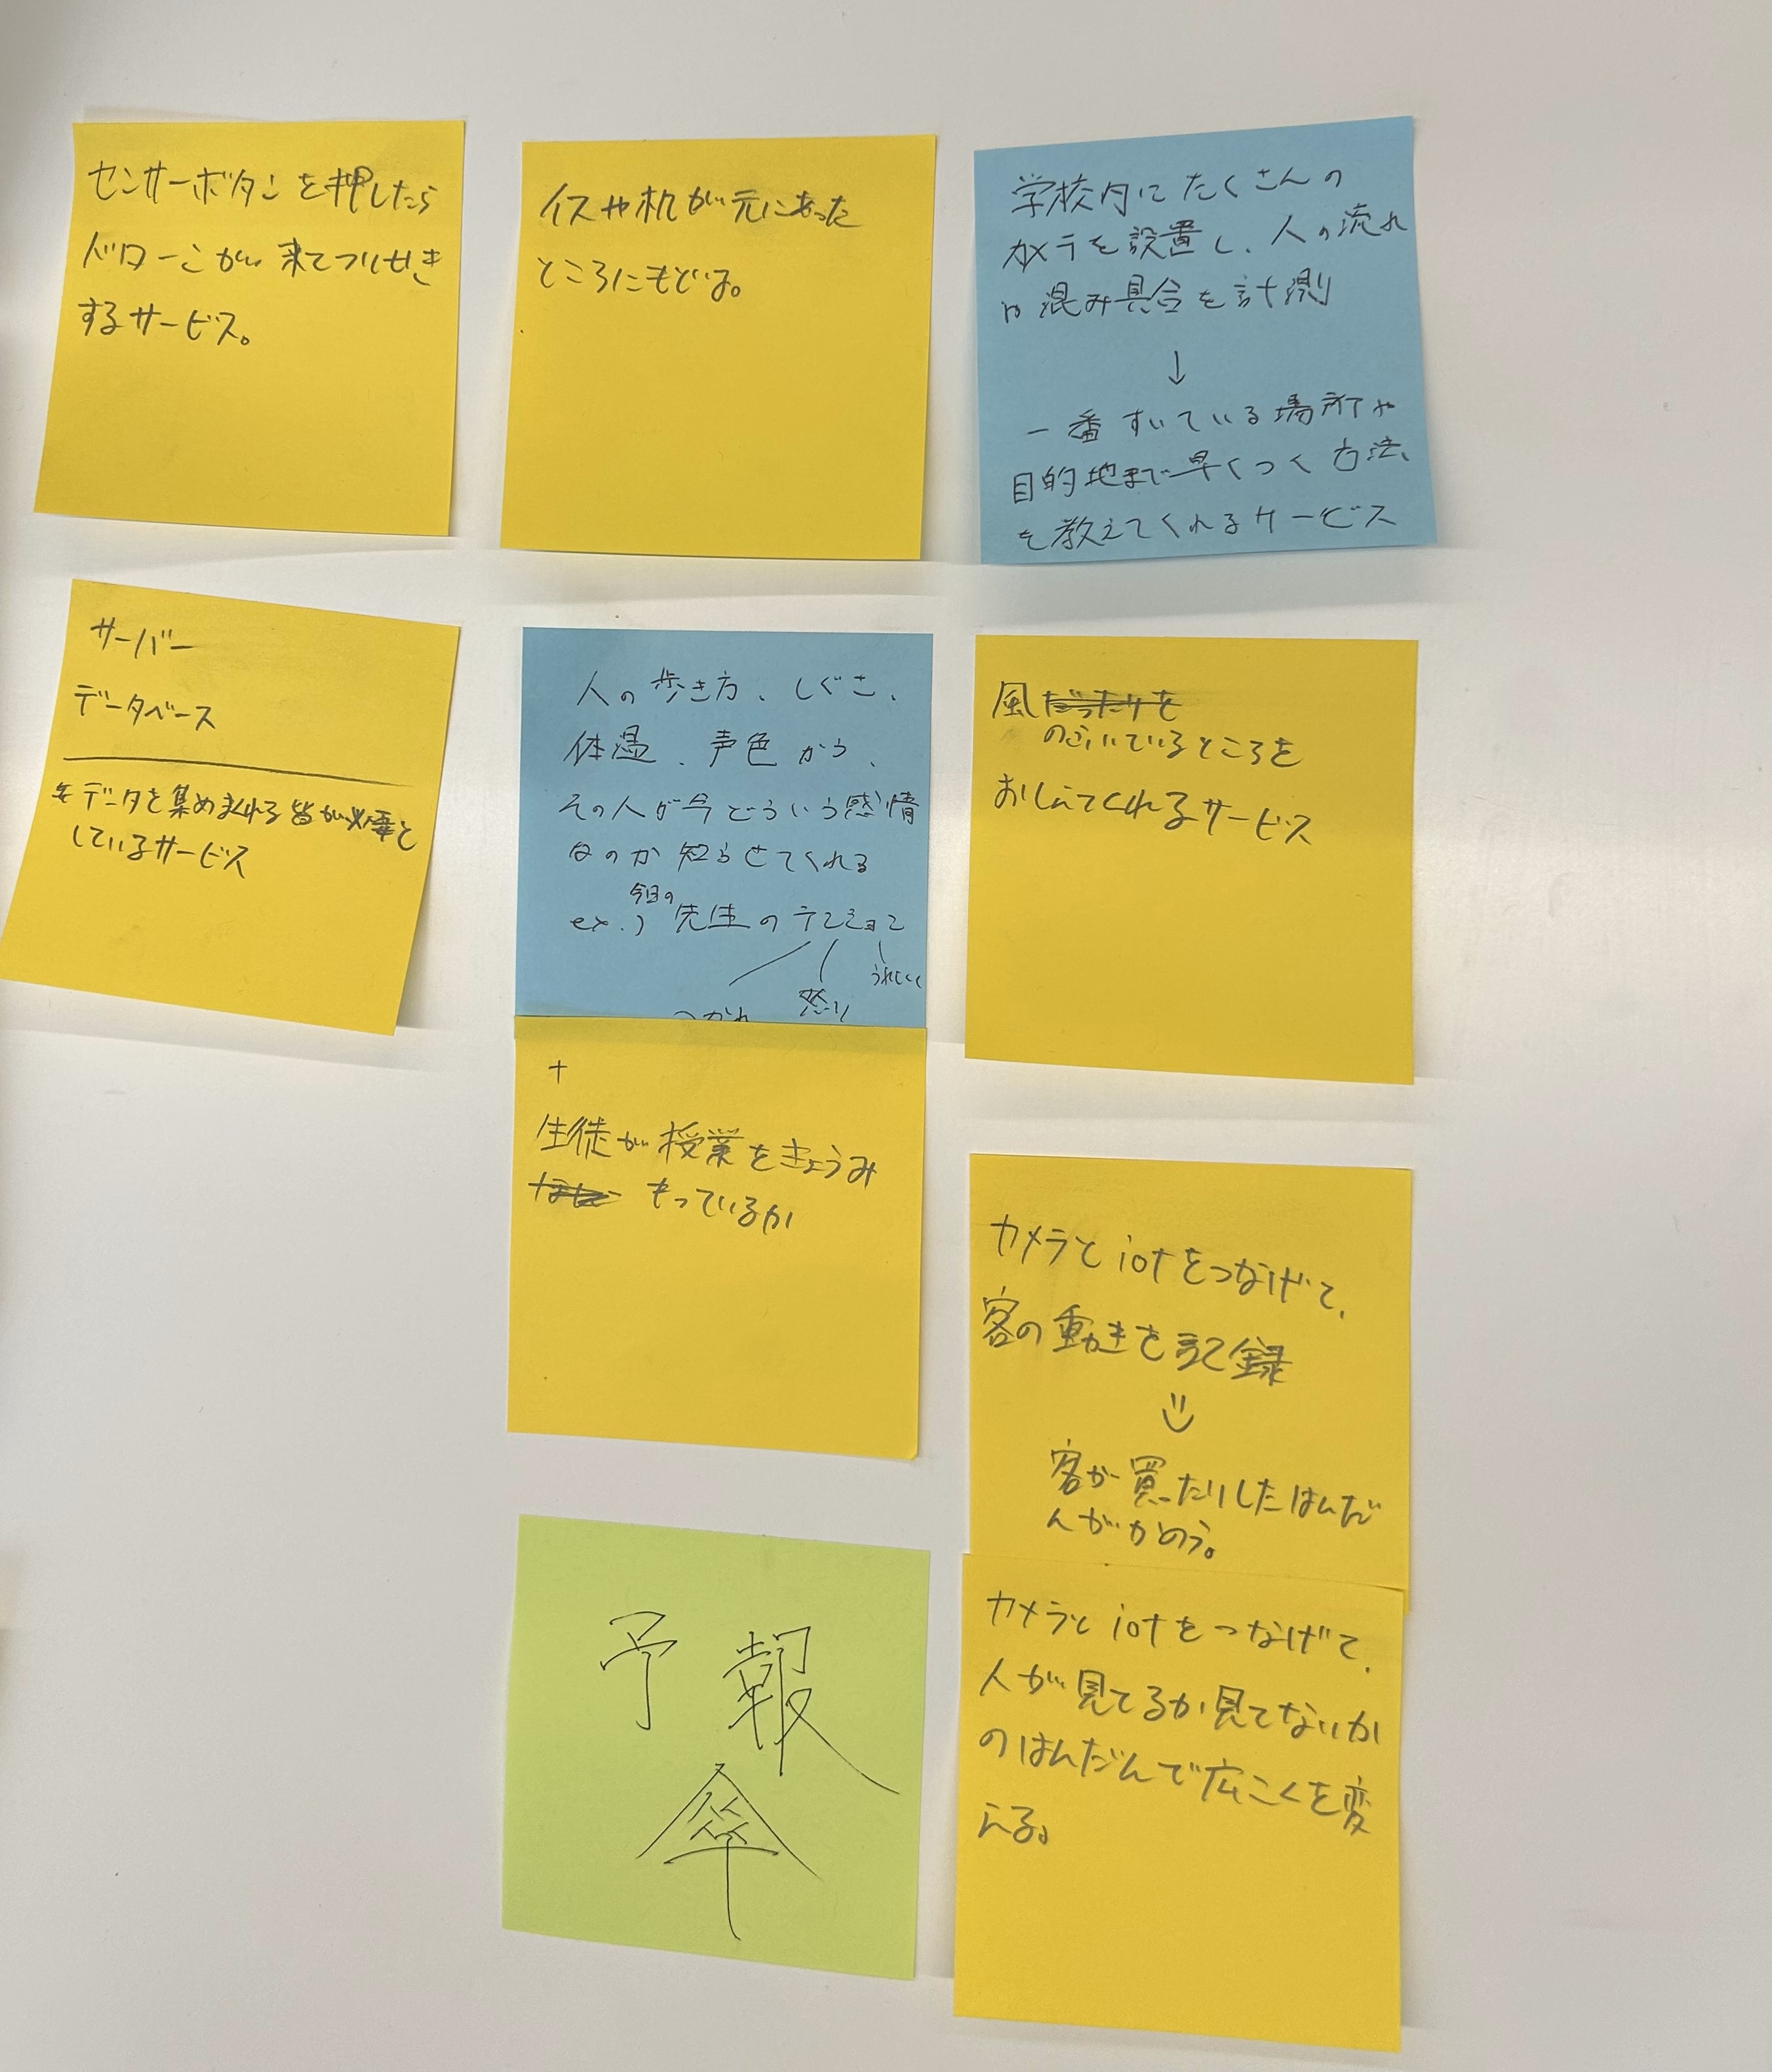 センサーボタンを押したら
ドローンが来てついせき
するサービス。
イスや机が元にあった
ところにもどる。
学校内にたくさんの
カメラを設置し、人の流れ
や混み具合を計測
↓
一番すいている場所や
目的地まで早くつく方法
を教えてくれるサービス
サーバー
データベース
データを集めまくれる皆が必要と
しているサービス
人の歩き方、しぐさ、
体温、声色から、
その人が今どういう感情
なのか知らせてくれる
ex.) 今日の先生のテンション
つかれ 怒り うれしい
+
生徒が授業をきょうみ
もっているか
風
のふいているところを
おしえてくれるサービス
カメラとiotをつなげて、
客の動きを記録
客が買ったりしたはんだ
んがかのう。
カメラとiotをつなげて、
人が見てるか見てないか
のはんだんで広こくを変
える。
予報
傘